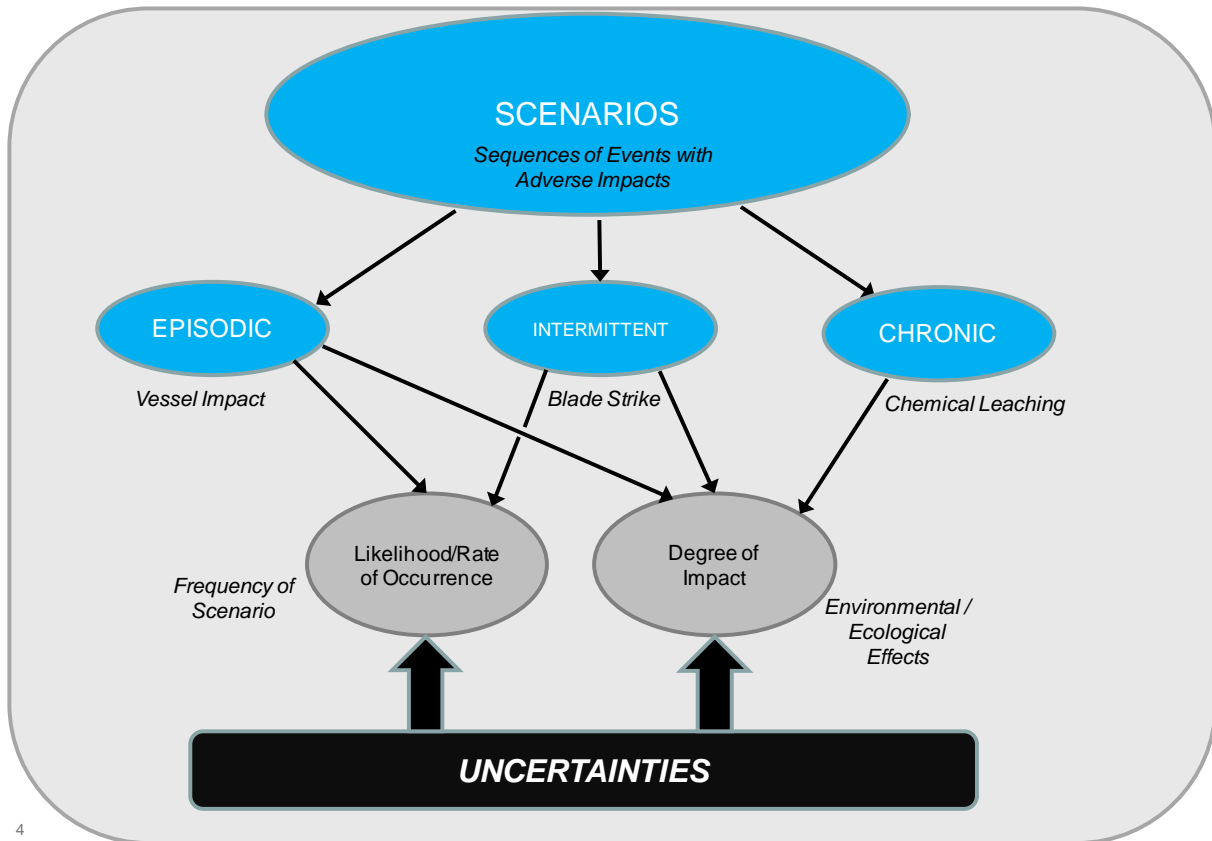 SCENARIOS
Sequences of Events with
Adverse Impacts
EPISODIC
INTERMITTENT
CHRONIC
Vessel Impact
Blade Strike
Chemical Leaching
Likelihood/Rate
of Occurrence
Degree of
Impact
Frequency of
Scenario
Environmental /
Ecological
Effects
UNCERTAINTIES
4